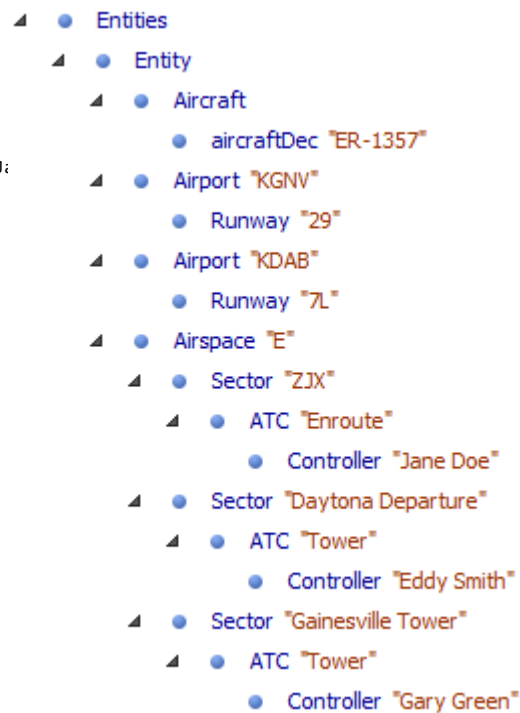 Entities
Entity
Aircraft
aircraftDec "ER-1357"
Airport "KGNV"
Runway "29"
Airport "KDAB"
Runway "7L"
Airspace "E"
Sector "ZJX"
ATC "Enroute"
Controller "Jane Doe"
Sector "Daytona Departure"
ATC "Tower"
Controller "Eddy Smith"
Sector "Gainesville Tower"
ATC "Tower"
Controller "Gary Green"